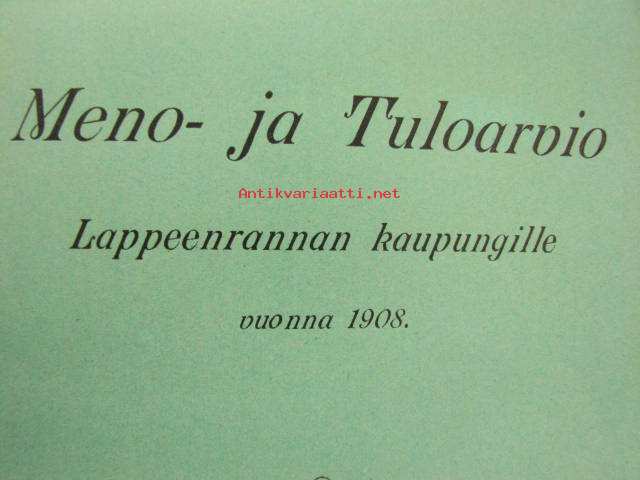 Meno- ja Tuloarvio
Antikvariaatti.net
Lappeenrannan kaupungille
vuonna 1908.